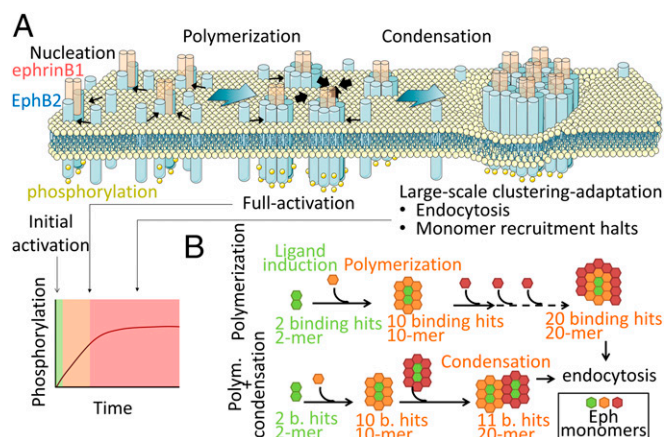 A
Nucleation
Polymerization
Condensation
ephrinB1
EphB2
phosphorylation
Initial
activation
Full-activation
Large-scale clustering-adaptation
• Endocytosis
• Monomer recruitment halts
Phosphorylation
Time
B
Polymerization
Ligand
induction
Polymerization
2 binding hits
2-mer
10 binding hits
10-mer
20 binding hits
20-mer
Polym.
+
condensation
Condensation
2 b. hits
2-mer
10 b. hits
10-mer
11 b. hits
20-mer
endocytosis
Eph
monomers